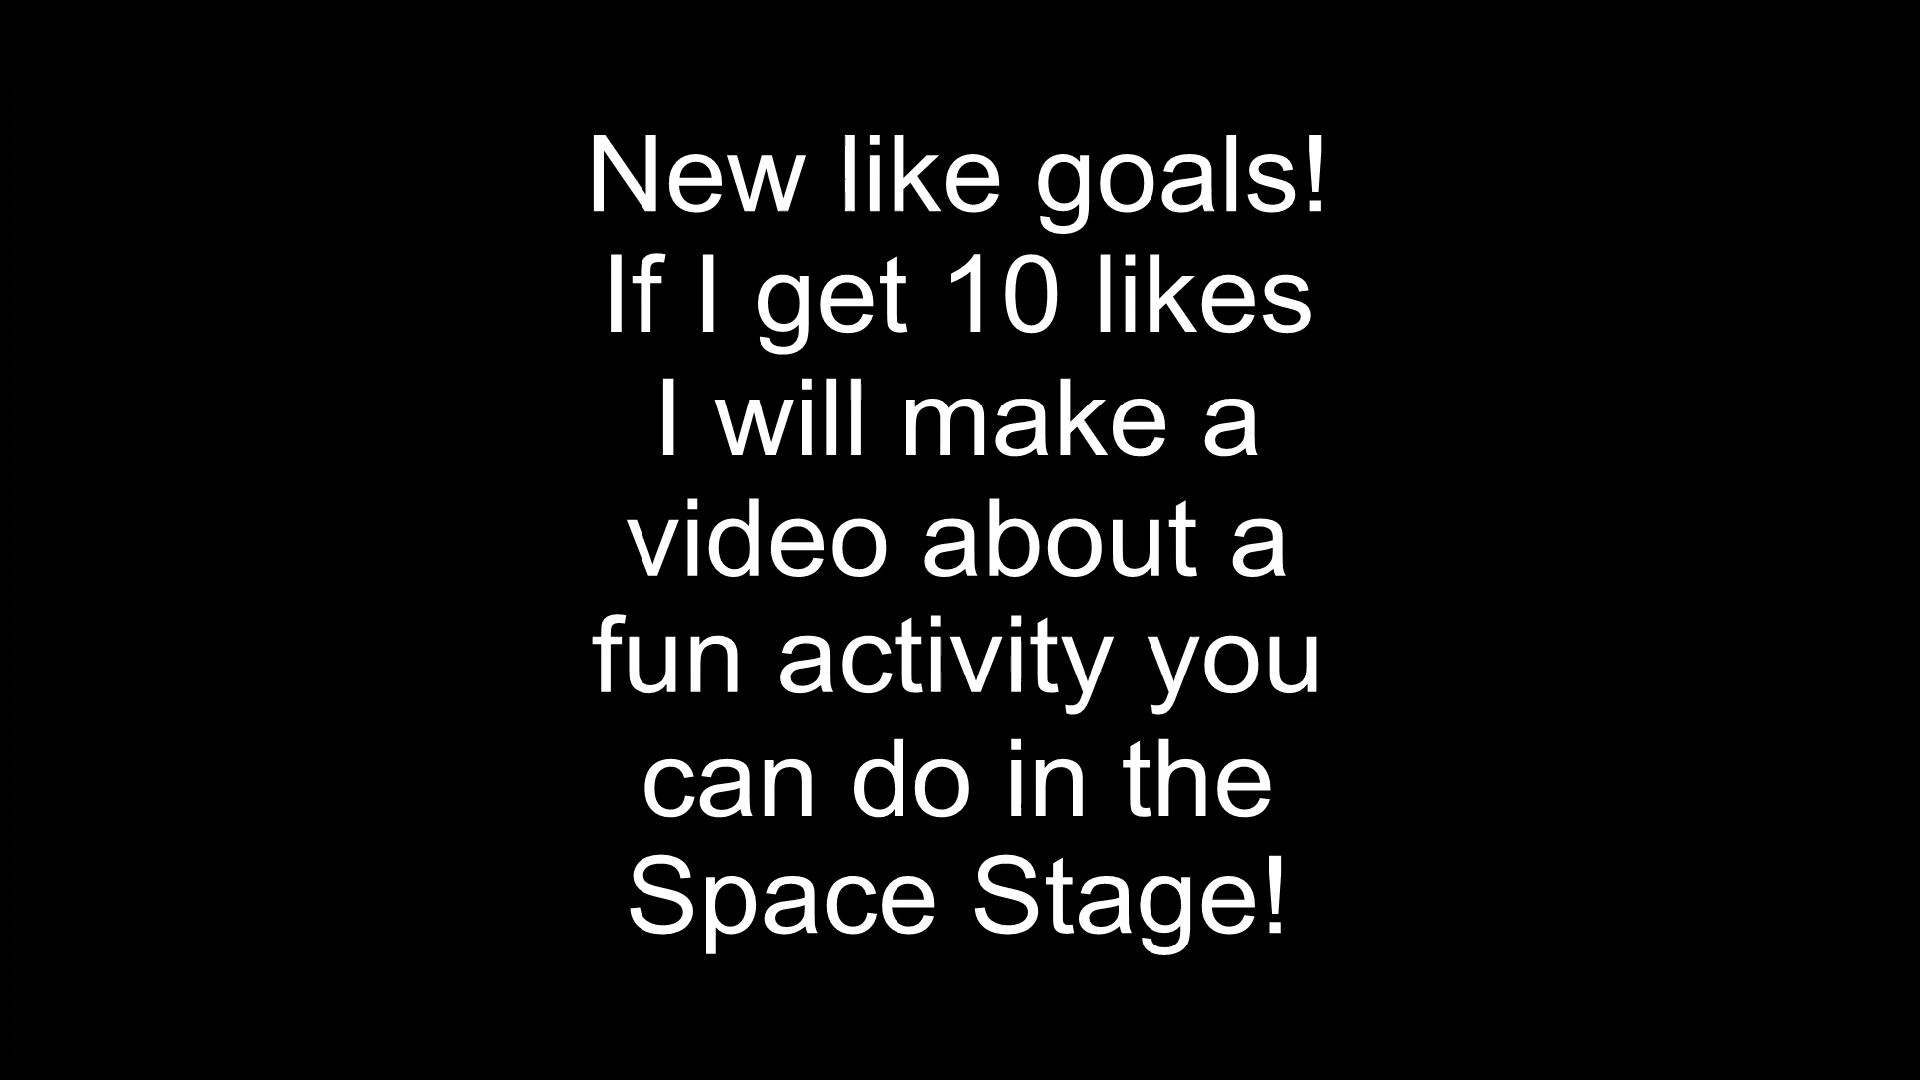 New like goals!
If I get 10 likes
I will make a
video about a
fun activity you
can do in the
Space Stage!